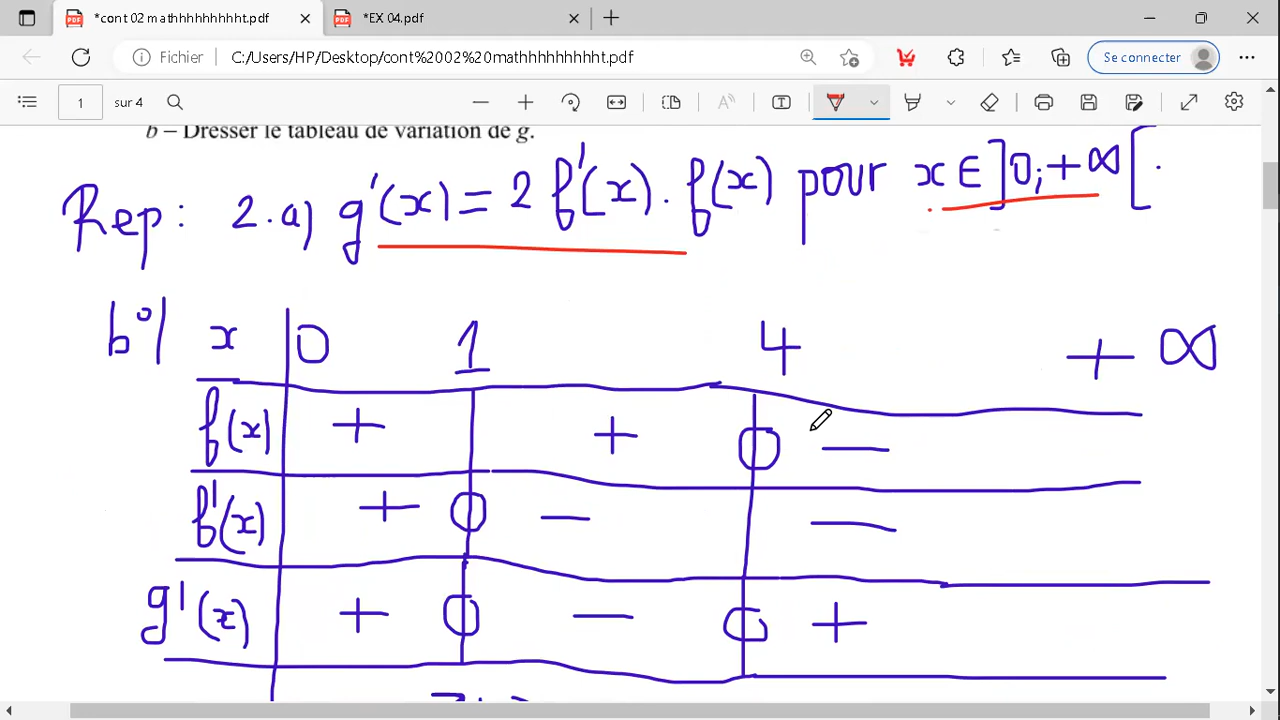 *cont 02 mathhhhhhhhht.pdf
*EX 04.pdf
Fichier C:/Users/HP/Desktop/cont%2002%20mathhhhhhhhht.pdf
Se connecter
1 sur 4
b – Dresser le tableau de variation de g.
Rep : 2.a) g'(x) = 2 f'(x) . f(x) pour x ∈ ]0 ; + ∞ [ .
b°/ x 0 1 4 + ∞
f(x) + + 0 −
f'(x) + 0 − −
g'(x) + 0 − 0 +